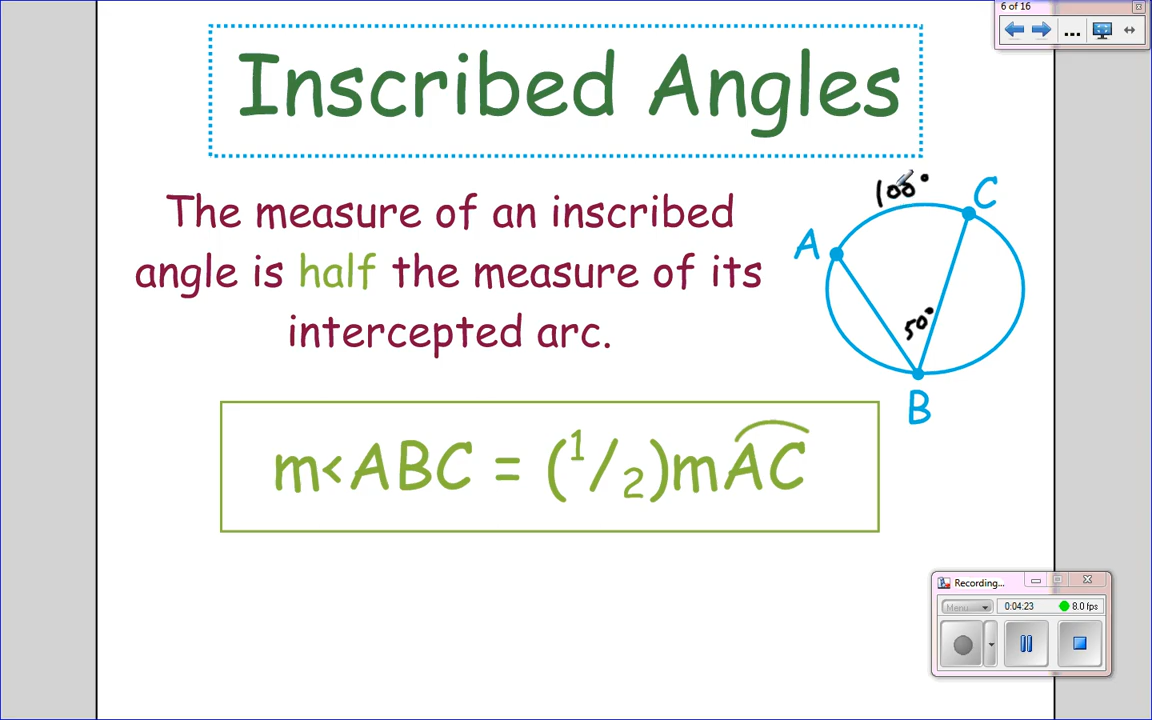 6 of 16
Inscribed Angles
The measure of an inscribed
angle is half the measure of its
intercepted arc.
100°
C
A
50°
B
m<ABC = (1/2)mAC
Recording...
Menu
0:04:23
8.0 fps